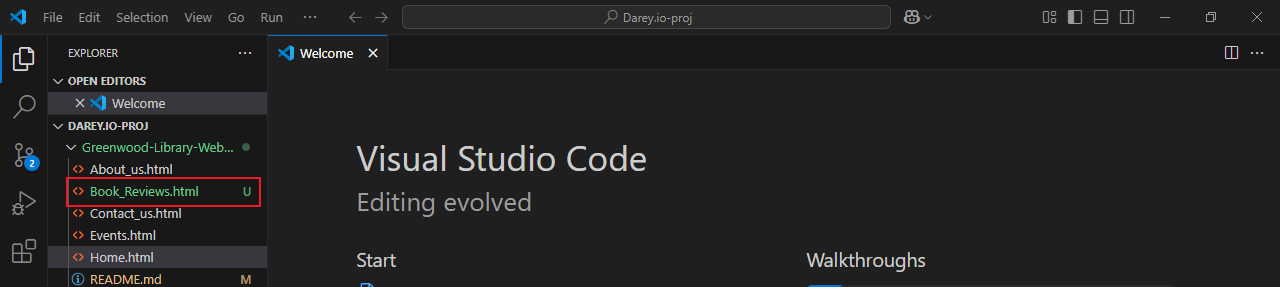 File Edit Selection View Go Run ··· Darey.io-proj
EXPLORER ···
Welcome
OPEN EDITORS
Welcome
DAREY.IO-PROJ
Greenwood-Library-Web...
About_us.html
Book_Reviews.html U
Contact_us.html
Events.html
Home.html
README.md M
2
Visual Studio Code
Editing evolved
Start
Walkthroughs